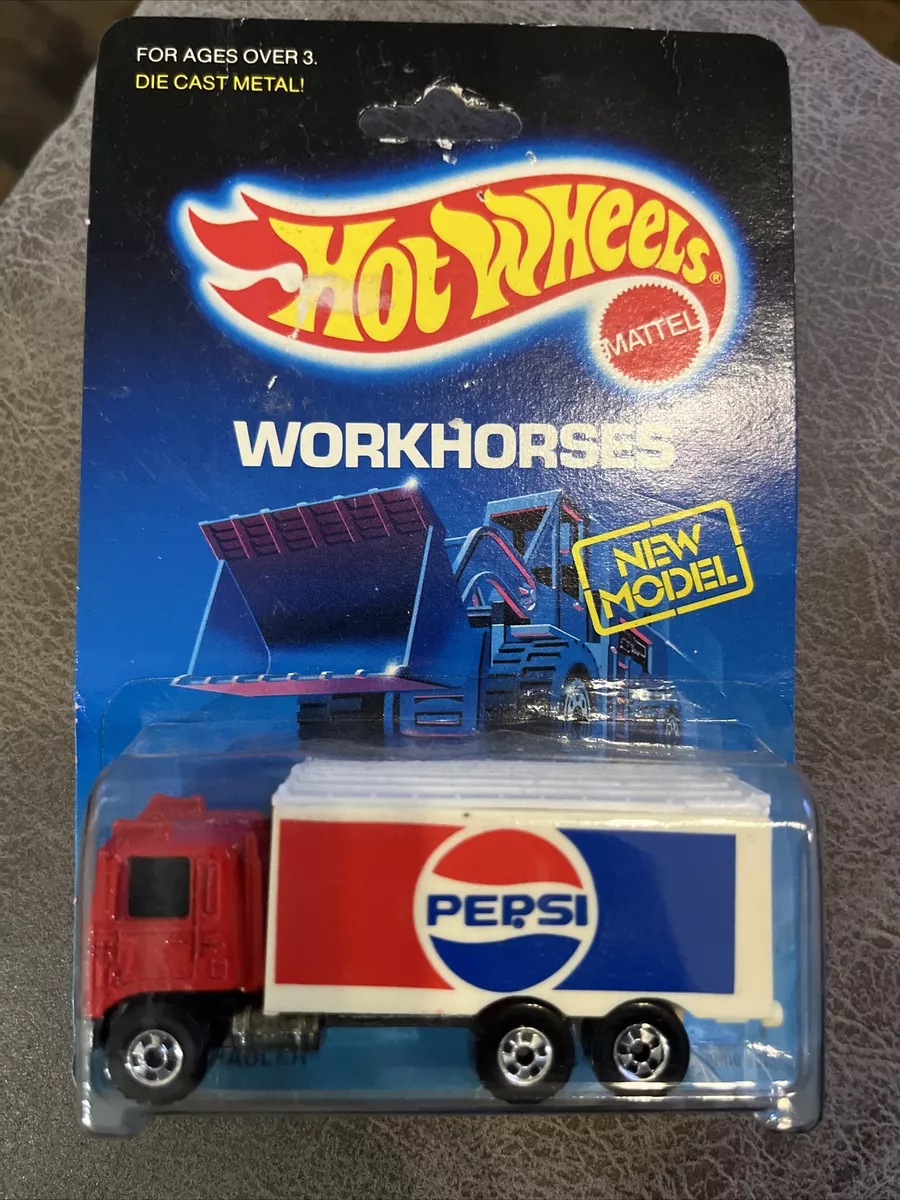 FOR AGES OVER 3.
DIE CAST METAL!
HOT WHEELS®
MATTEL
WORKHORSES
NEW
MODEL
PEPSI